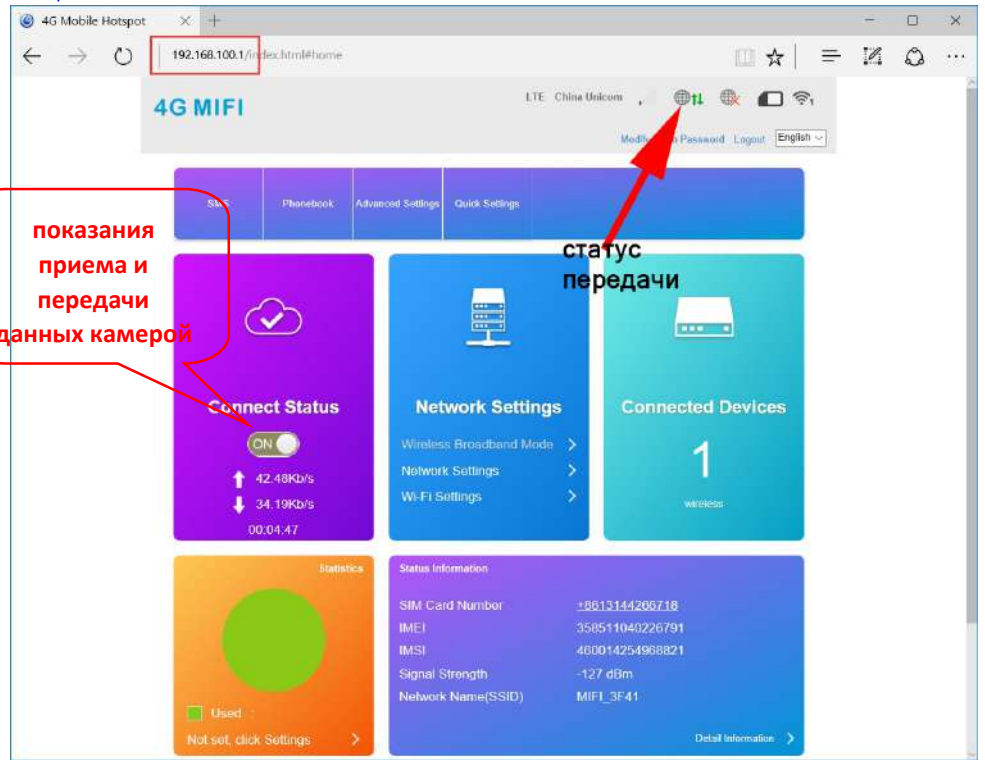 4G Mobile Hotspot
192.168.100.1/index.html#home
4G MIFI
LTE China Unicom
1
Password Logout English
SMS Phonebook Advanced Settings Quick Settings
статус
передачи
показания
приема и
передачи
данных камерой
Connect Status
ON
42.48Kb/s
34.19Kb/s
00:04:47
Network Settings
Wireless Broadband Mode
Network Settings
Wi-Fi Settings
Connected Devices
1
wireless
Statistics
Used :
Not set, click Settings
Status Information
SIM Card Number +8613144266718
IMEI 358511040226791
IMSI 460014254968821
Signal Strength -127 dBm
Network Name(SSID) MIFI_3F41
Detail Information